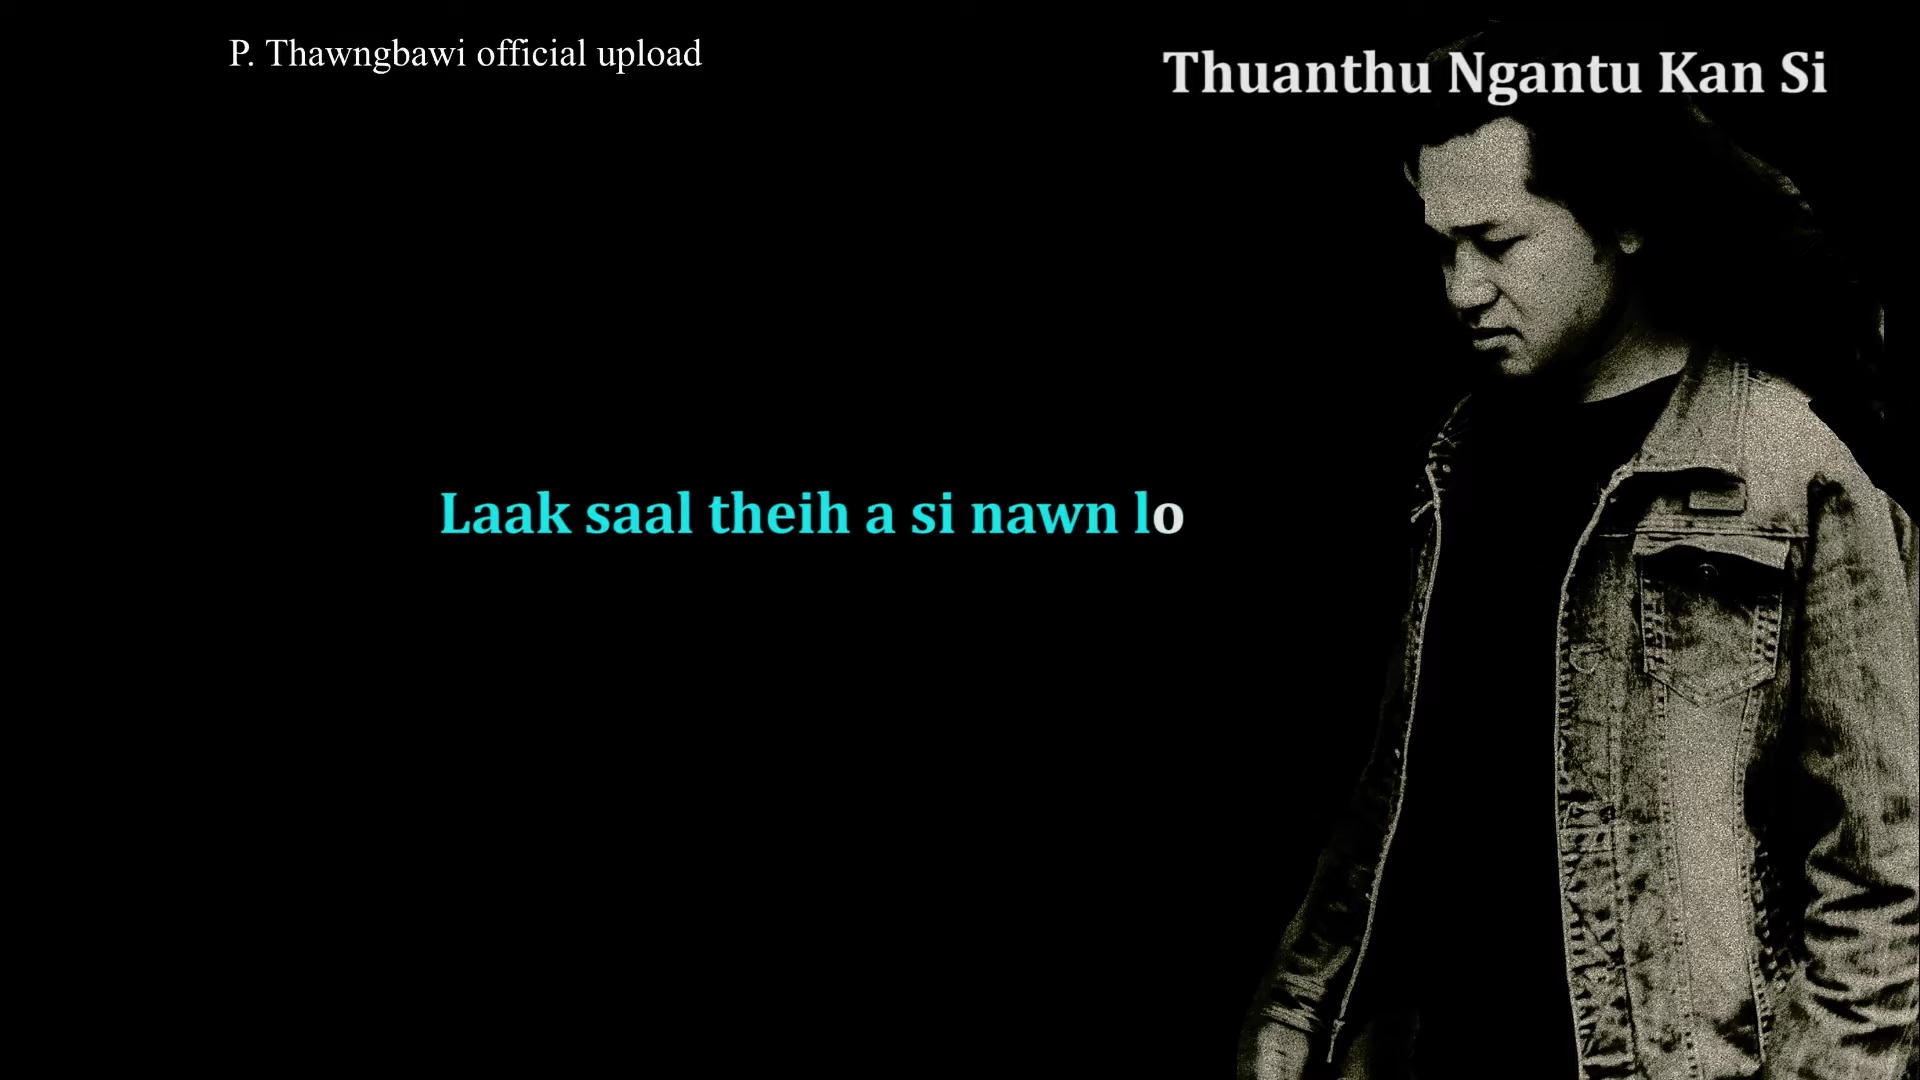 P. Thawngbawi official upload
Thuanthu Ngantu Kan Si
Laak saal theih a si nawn lo